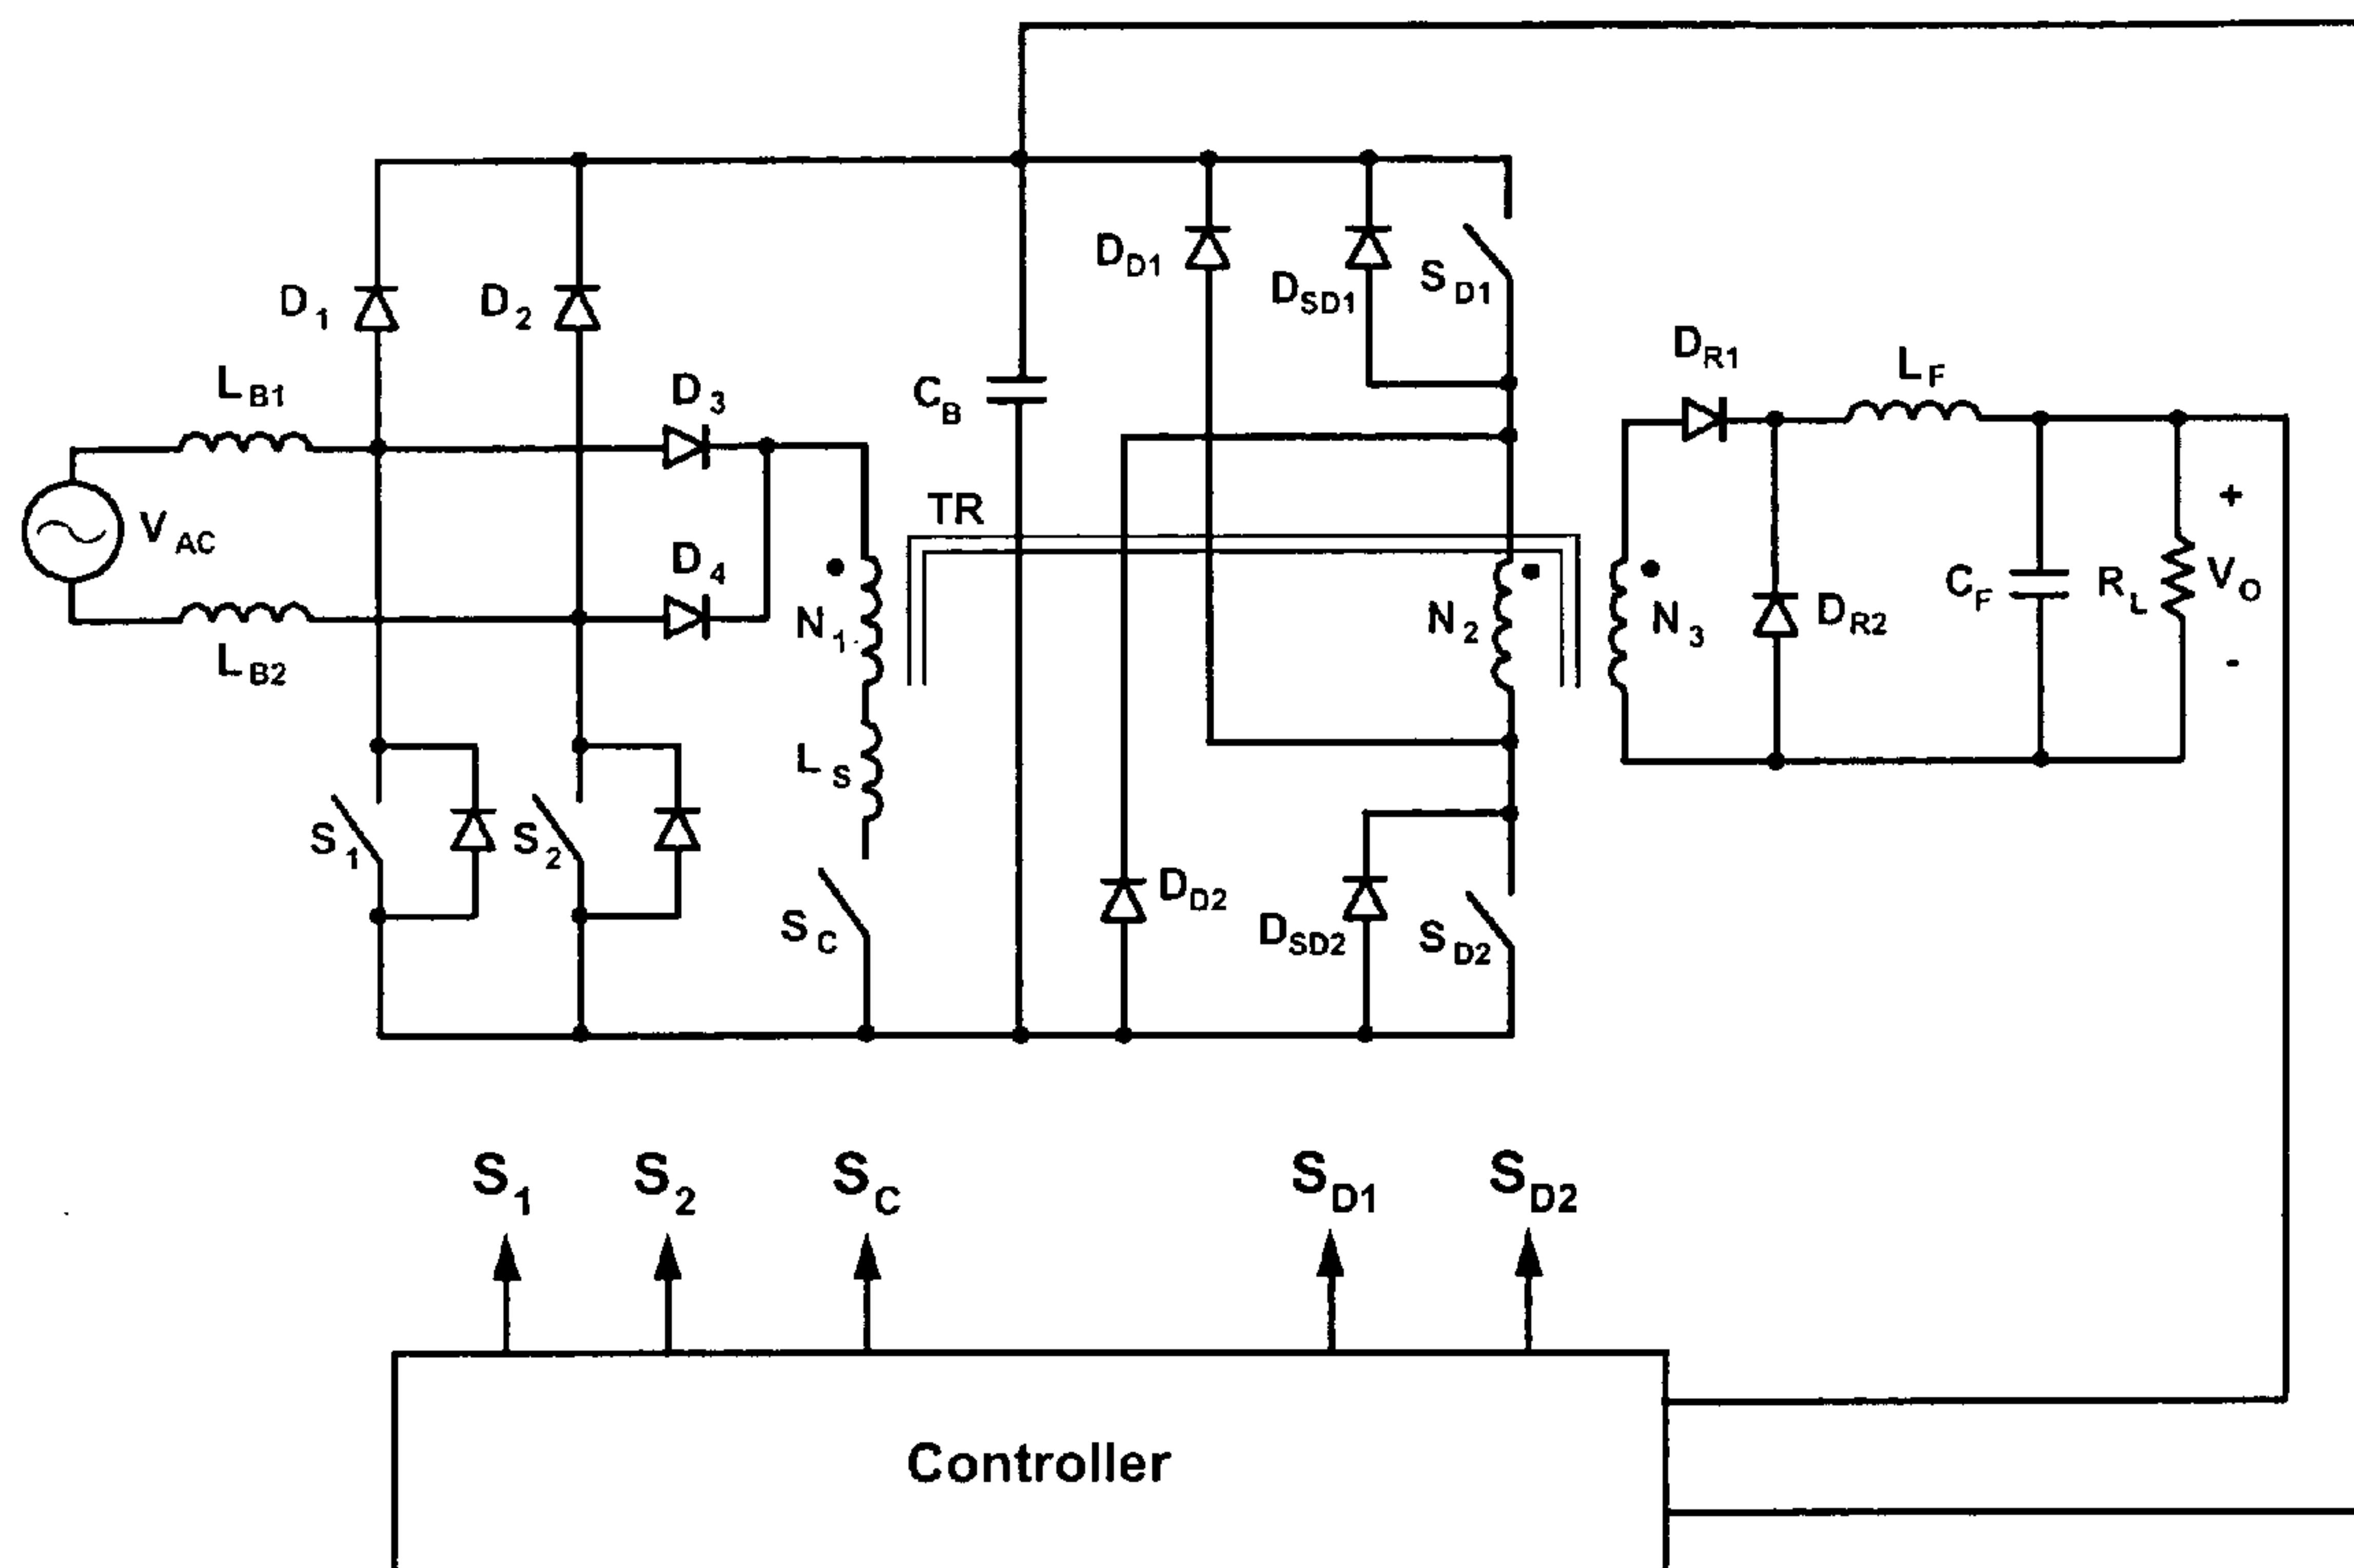 D1
D2
DD1
DSD1
SD1
LB1
D3
CB
DR1
LF
VAC
TR
D4
N1
LB2
LS
N2
N3
DR2
CF
RL
+
VO
-
S1
S2
SC
DD2
DSD2
SD2
S1
S2
SC
SD1
SD2
Controller